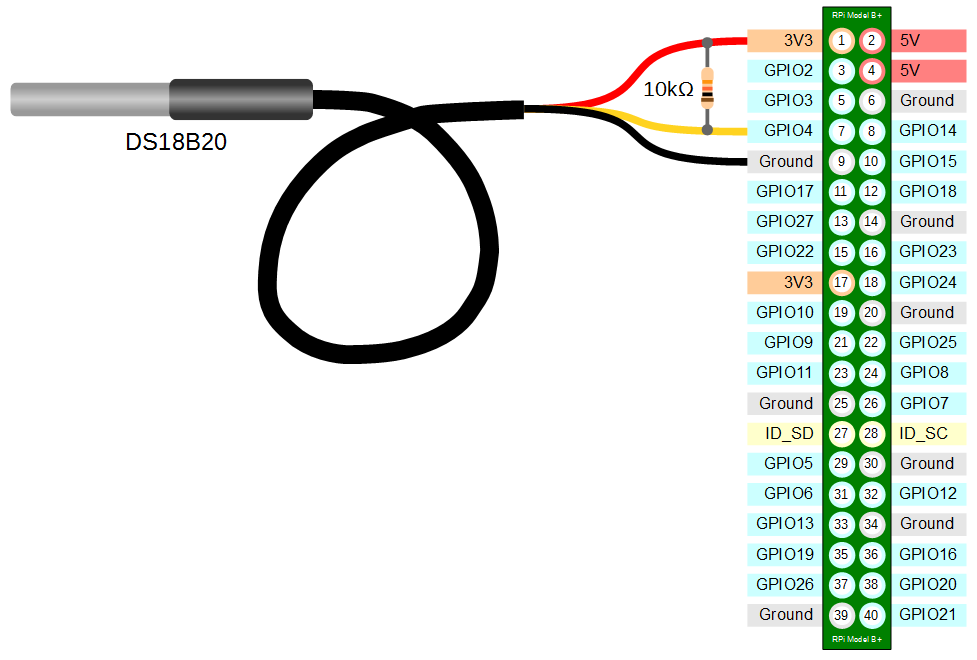 RPi Model B+
3V3 1 2 5V
GPIO2 3 4 5V
10kΩ
GPIO3 5 6 Ground
GPIO4 7 8 GPIO14
DS18B20
Ground 9 10 GPIO15
GPIO17 11 12 GPIO18
GPIO27 13 14 Ground
GPIO22 15 16 GPIO23
3V3 17 18 GPIO24
GPIO10 19 20 Ground
GPIO9 21 22 GPIO25
GPIO11 23 24 GPIO8
Ground 25 26 GPIO7
ID_SD 27 28 ID_SC
GPIO5 29 30 Ground
GPIO6 31 32 GPIO12
GPIO13 33 34 Ground
GPIO19 35 36 GPIO16
GPIO26 37 38 GPIO20
Ground 39 40 GPIO21
RPi Model B+